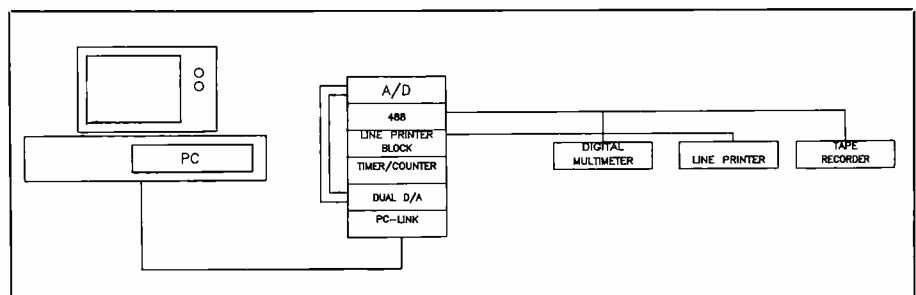 PC
A/D
488
LINE PRINTER
BLOCK
TIMER/COUNTER
DUAL D/A
PC-LINK
DIGITAL
MULTIMETER
LINE PRINTER
TAPE
RECORDER